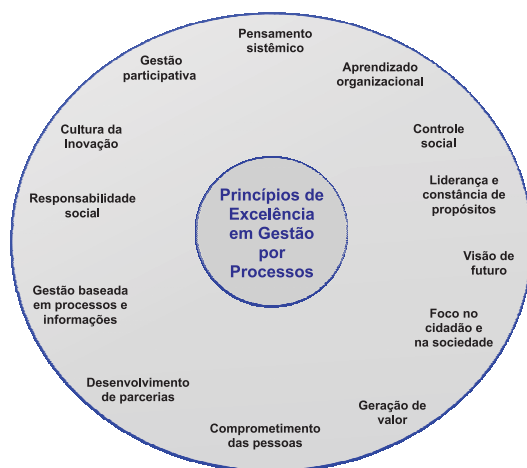 Pensamento
sistêmico
Aprendizado
organizacional
Controle
social
Liderança e
constância de
propósitos
Visão de
futuro
Foco no
cidadão e
na sociedade
Geração de
valor
Comprometimento
das pessoas
Desenvolvimento
de parcerias
Gestão baseada
em processos e
informações
Responsabilidade
social
Cultura da
Inovação
Gestão
participativa
Princípios de
Excelência
em Gestão
por
Processos